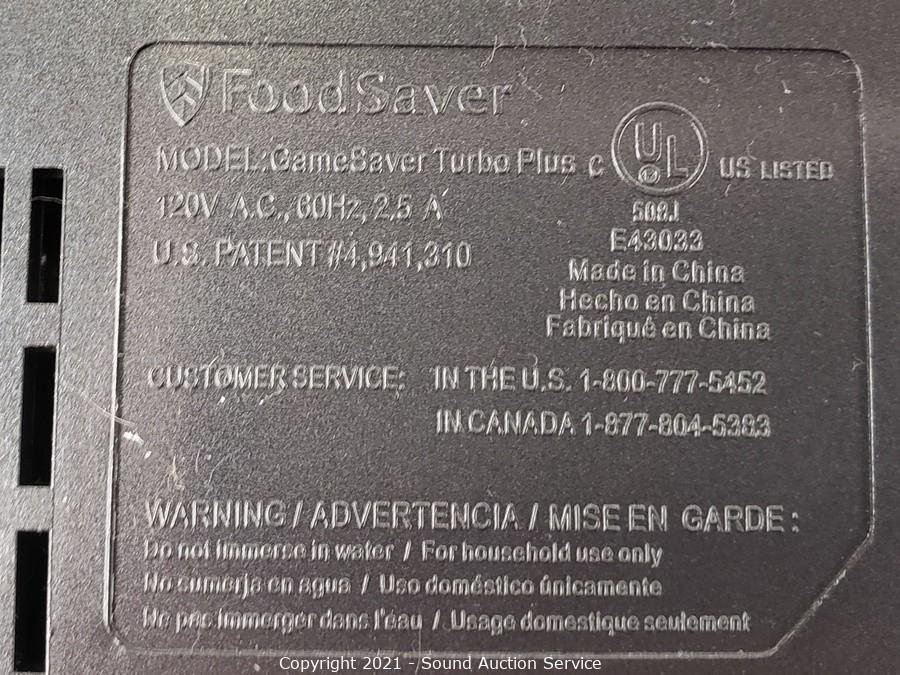 FoodSaver
MODEL: GameSaver Turbo Plus
120V A.C., 60Hz, 2.5 A
U.S. PATENT #4,941,310
C UL US LISTED
509J
E43033
Made in China
Hecho en China
Fabriqué en China
CUSTOMER SERVICE: IN THE U.S. 1-800-777-5452
IN CANADA 1-877-804-5383
WARNING / ADVERTENCIA / MISE EN GARDE :
Do not immerse in water / For household use only
No sumerja en agua / Uso doméstico únicamente
Ne pas immerger dans l'eau / Usage domestique seulement
Copyright 2021 - Sound Auction Service